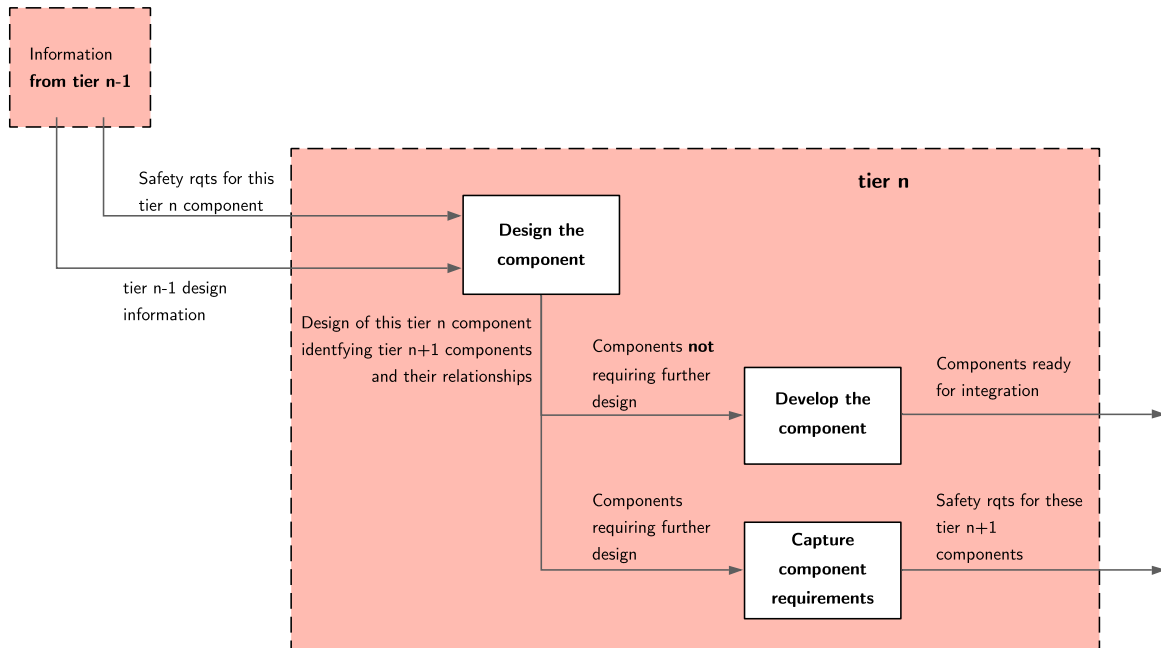 Information
from tier n-1
tier n
Safety rqts for this
tier n component
Design the
component
tier n-1 design
information
Design of this tier n component
identfying tier n+1 components
and their relationships
Components not
requiring further
design
Develop the
component
Components ready
for integration
Components
requiring further
design
Capture
component
requirements
Safety rqts for these
tier n+1
components